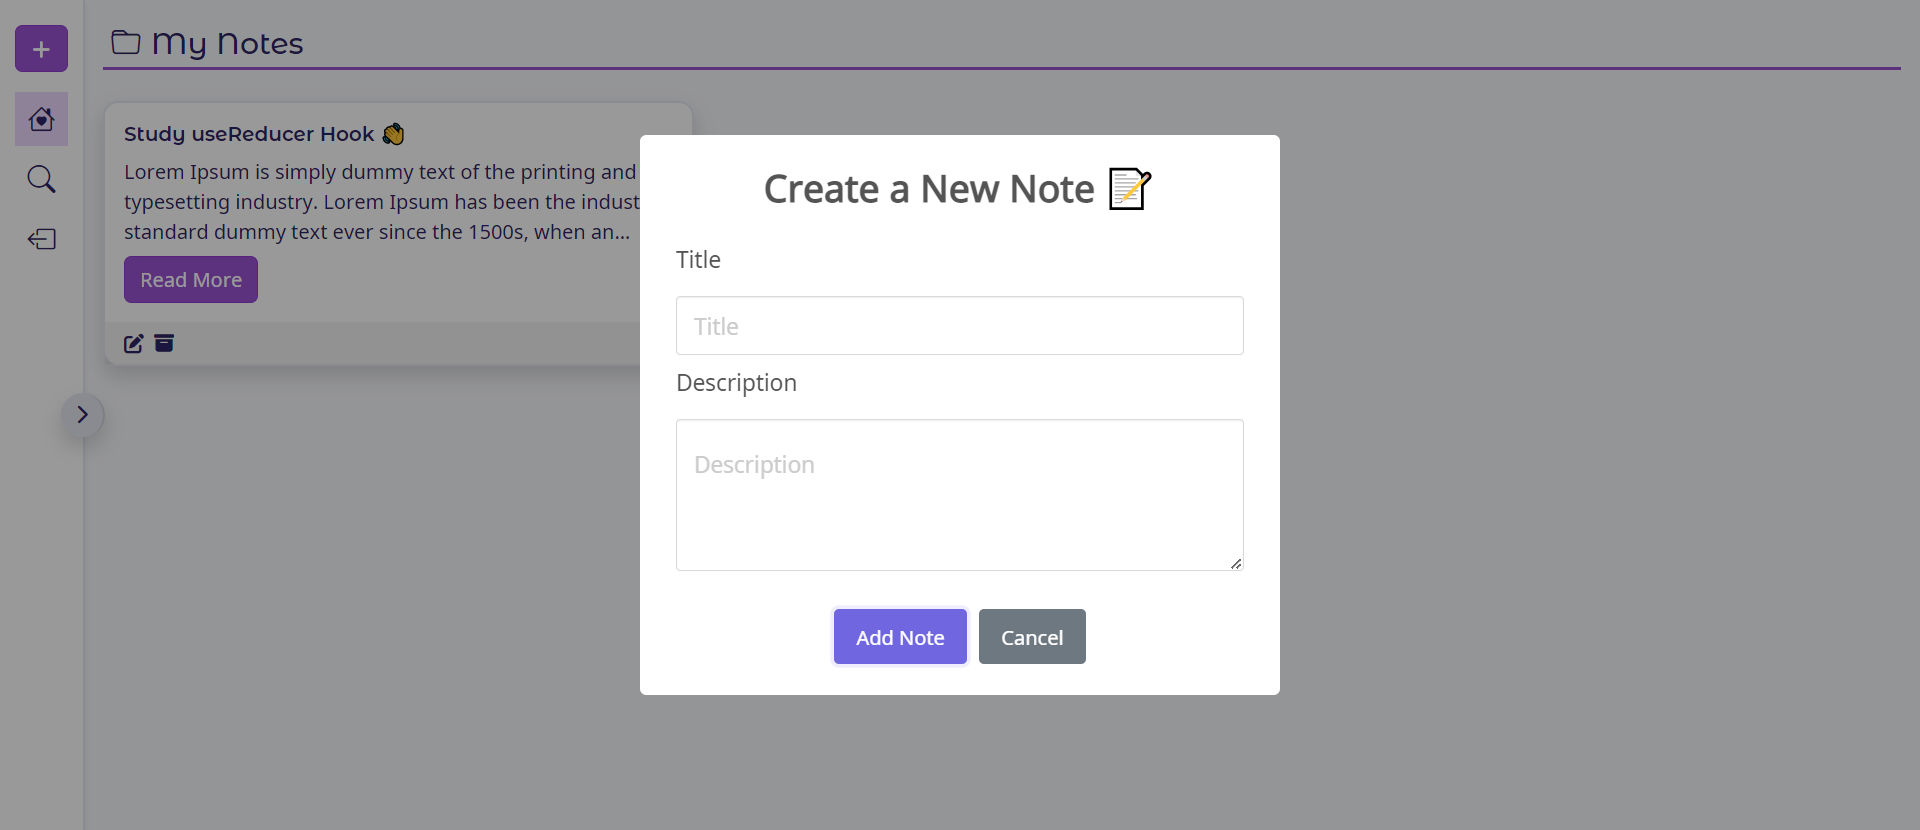 My Notes
Study useReducer Hook 👏
Lorem Ipsum is simply dummy text of the printing and
typesetting industry. Lorem Ipsum has been the indust
standard dummy text ever since the 1500s, when an...
Read More
Create a New Note 📝
Title
Title
Description
Description
Add Note
Cancel